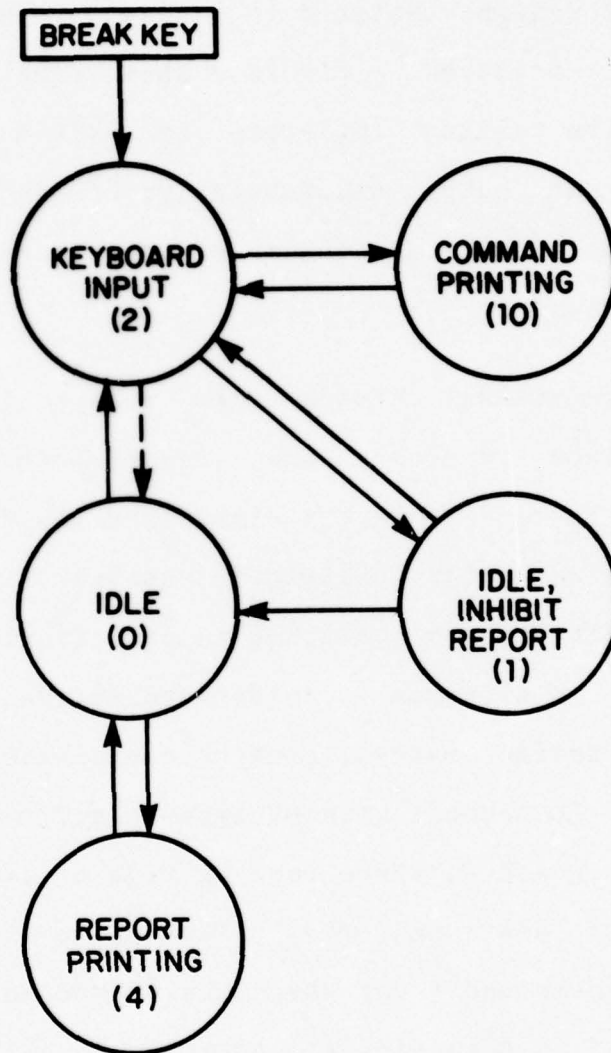 BREAK KEY
KEYBOARD
INPUT
(2)
COMMAND
PRINTING
(10)
IDLE
(0)
IDLE,
INHIBIT
REPORT
(1)
REPORT
PRINTING
(4)